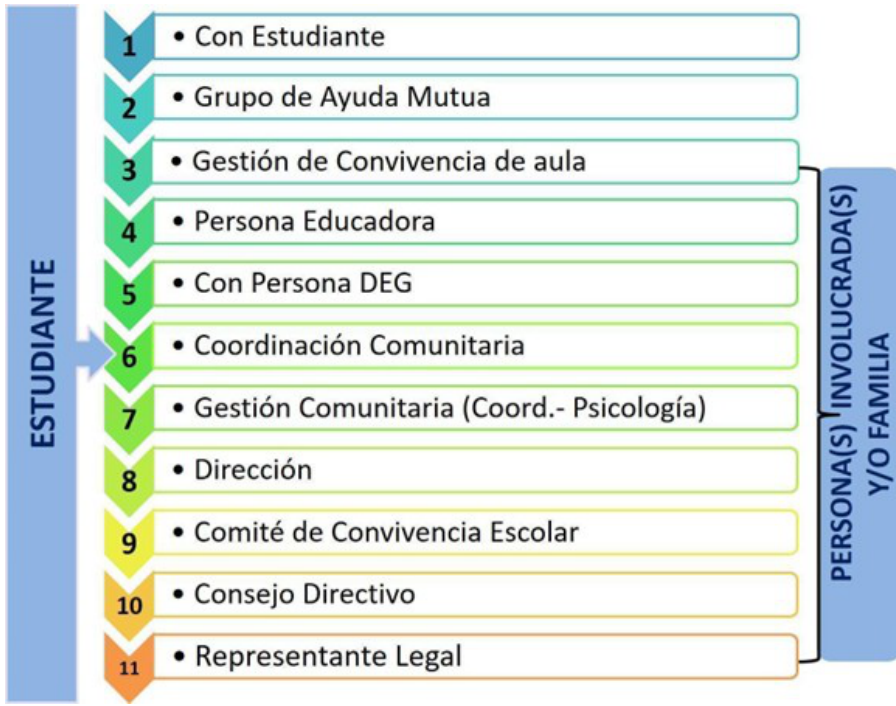 ESTUDIANTE
1 • Con Estudiante
2 • Grupo de Ayuda Mutua
3 • Gestión de Convivencia de aula
4 • Persona Educadora
5 • Con Persona DEG
6 • Coordinación Comunitaria
7 • Gestión Comunitaria (Coord.- Psicología)
8 • Dirección
9 • Comité de Convivencia Escolar
10 • Consejo Directivo
11 • Representante Legal
PERSONA(S) INVOLUCRADA(S)
Y/O FAMILIA